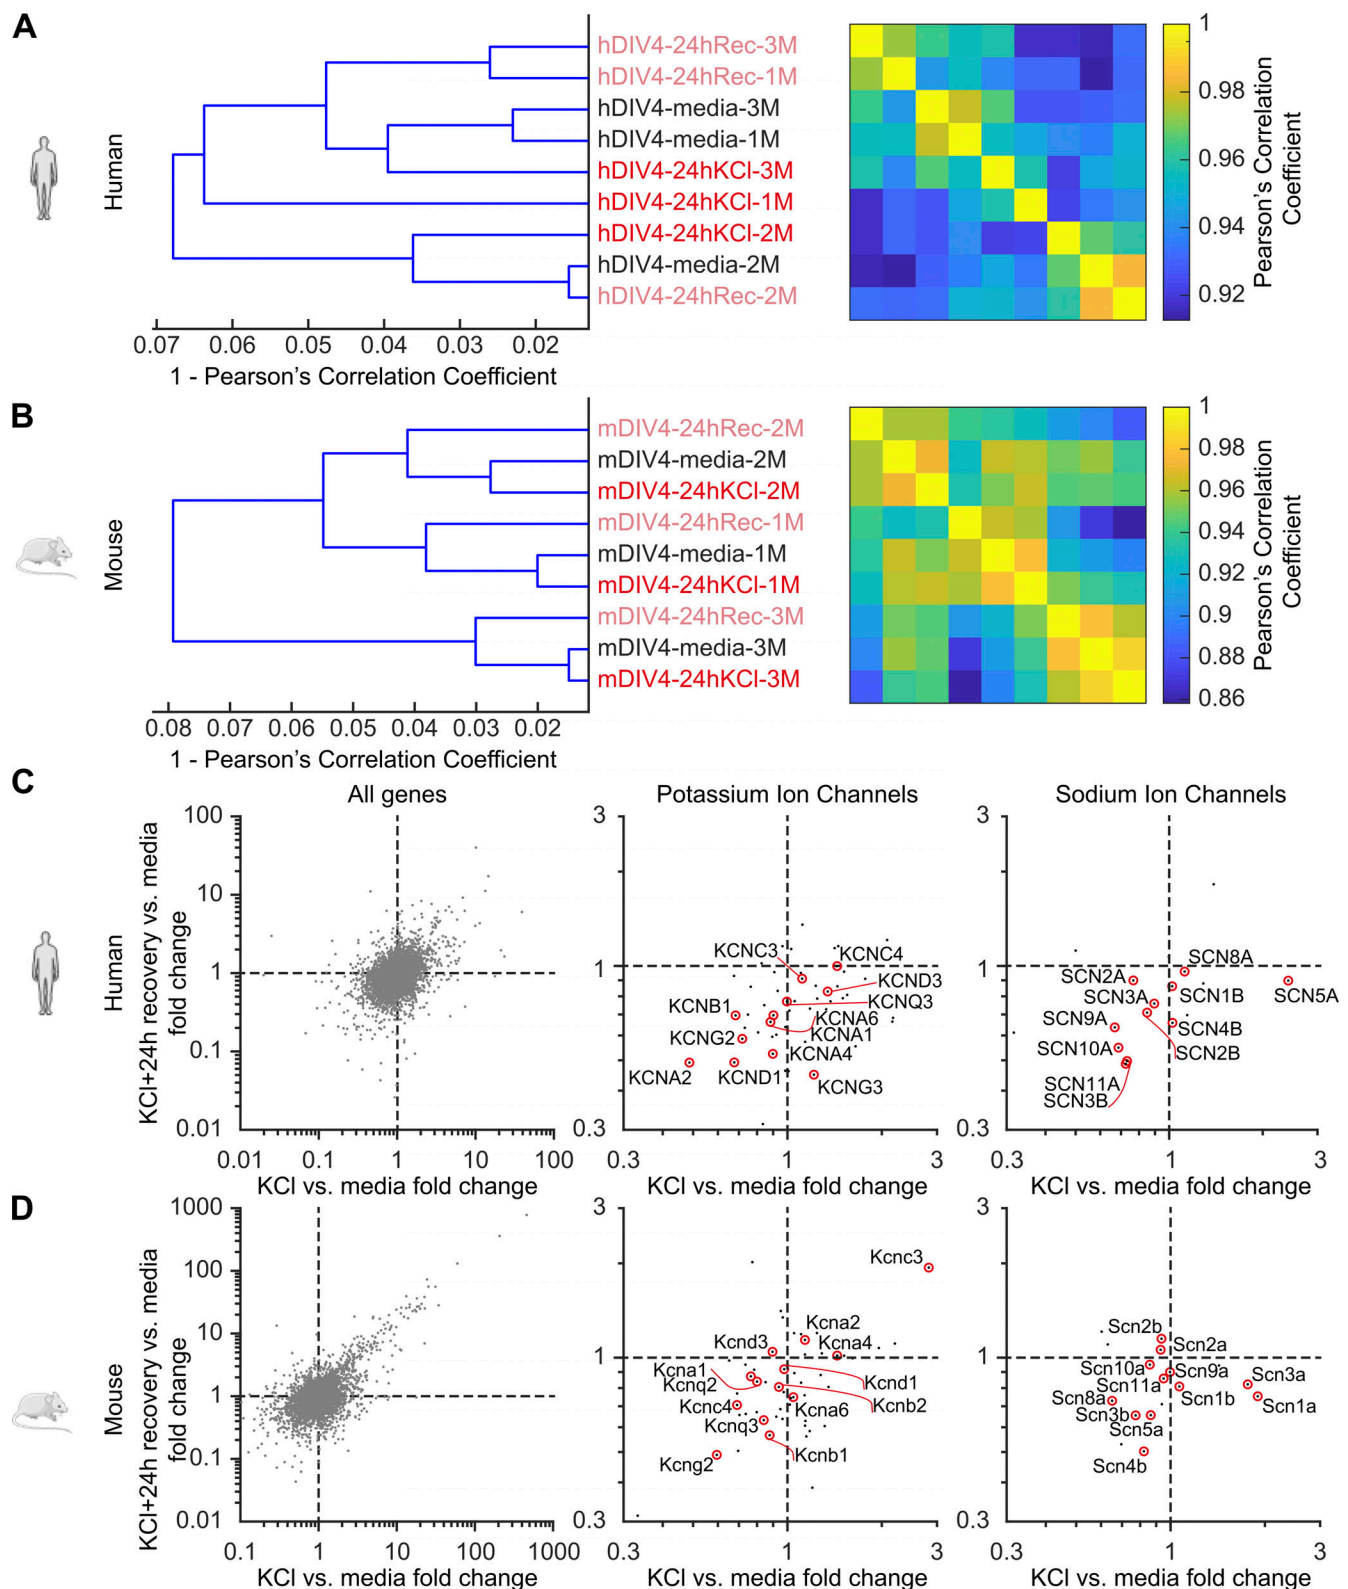 A
Human
hDIV4-24hRec-3M
hDIV4-24hRec-1M
hDIV4-media-3M
hDIV4-media-1M
hDIV4-24hKCl-3M
hDIV4-24hKCl-1M
hDIV4-24hKCl-2M
hDIV4-media-2M
hDIV4-24hRec-2M
0.07 0.06 0.05 0.04 0.03 0.02
1 - Pearson's Correlation Coefficient
1
0.98
0.96
0.94
0.92
Pearson's Correlation
Coefficient
B
Mouse
mDIV4-24hRec-2M
mDIV4-media-2M
mDIV4-24hKCl-2M
mDIV4-24hRec-1M
mDIV4-media-1M
mDIV4-24hKCl-1M
mDIV4-24hRec-3M
mDIV4-media-3M
mDIV4-24hKCl-3M
0.08 0.07 0.06 0.05 0.04 0.03 0.02
1 - Pearson's Correlation Coefficient
1
0.98
0.96
0.94
0.92
0.9
0.88
0.86
Pearson's Correlation
Coefficient
C
Human
All genes
KCl+24h recovery vs. media
fold change
100
10
1
0.1
0.01
0.01 0.1 1 10 100
KCl vs. media fold change
Potassium Ion Channels
3
1
0.3
KCNC3
KCNC4
KCND3
KCNQ3
KCNB1
KCNA6
KCNA1
KCNG2
KCNA4
KCNA2
KCND1
KCNG3
0.3 1 3
KCl vs. media fold change
Sodium Ion Channels
3
1
0.3
SCN8A
SCN2A
SCN3A
SCN1B
SCN5A
SCN9A
SCN4B
SCN10A
SCN2B
SCN11A
SCN3B
0.3 1 3
KCl vs. media fold change
D
Mouse
KCl+24h recovery vs. media
fold change
1000
100
10
1
0.1
0.01
0.1 1 10 100 1000
KCl vs. media fold change
3
1
0.3
Kcnc3
Kcna2
Kcnd3
Kcna4
Kcna1
Kcnq2
Kcnd1
Kcnc4
Kcnb2
Kcnq3
Kcna6
Kcng2
Kcnb1
0.3 1 3
KCl vs. media fold change
3
1
0.3
Scn2b
Scn2a
Scn10a
Scn9a
Scn3a
Scn11a
Scn8a
Scn1b
Scn1a
Scn3b
Scn5a
Scn4b
0.3 1 3
KCl vs. media fold change